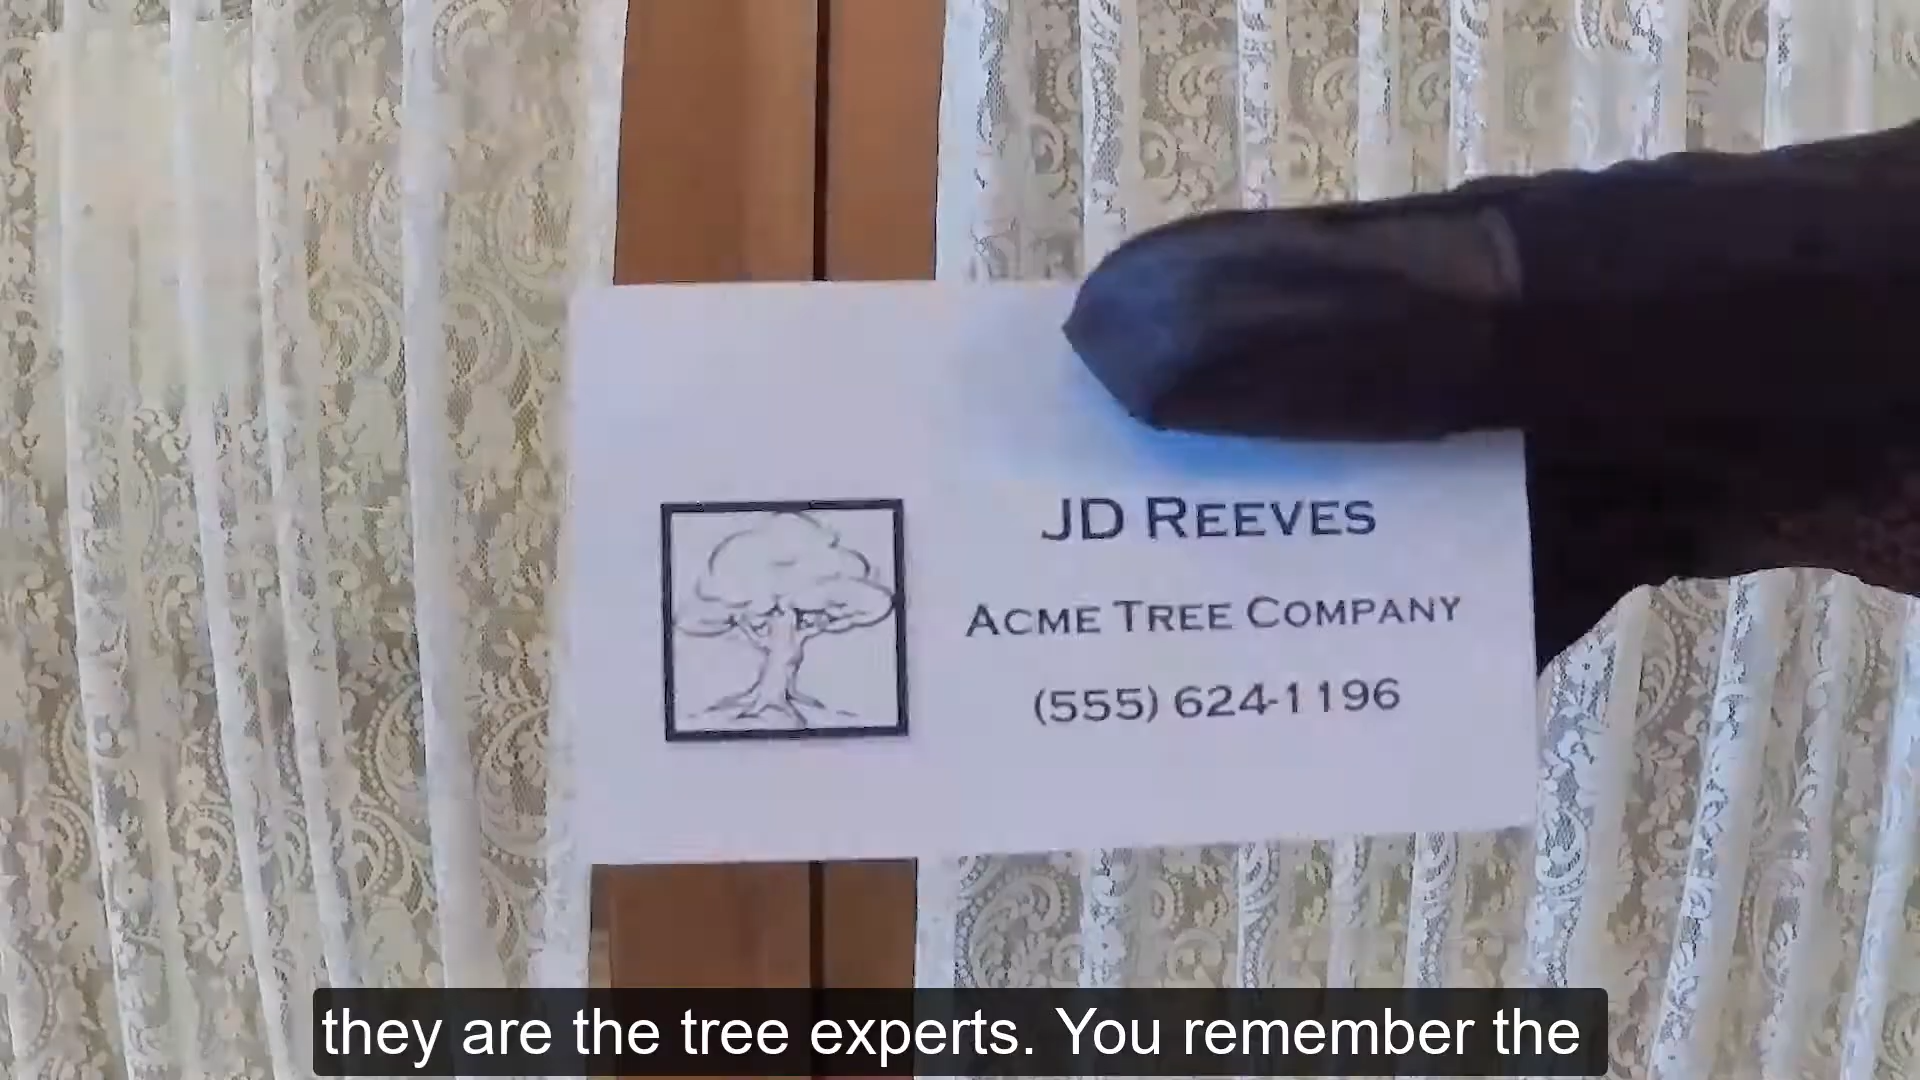 JD REEVES
ACME TREE COMPANY
(555) 624-1196
they are the tree experts. You remember the